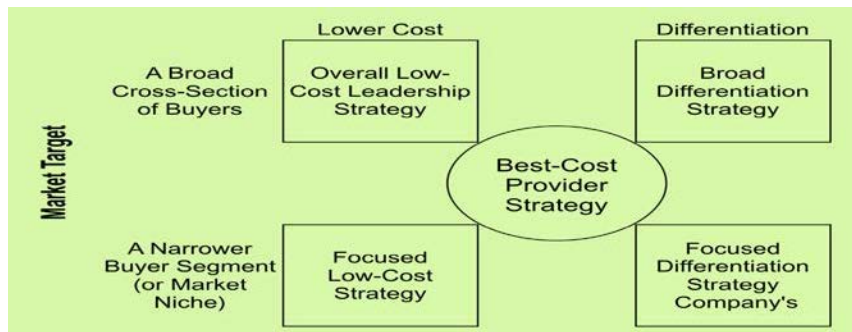 Lower Cost
Differentiation
A Broad
Cross-Section
of Buyers
Overall Low-
Cost Leadership
Strategy
Broad
Differentiation
Strategy
Market Target
Best-Cost
Provider
Strategy
A Narrower
Buyer Segment
(or Market
Niche)
Focused
Low-Cost
Strategy
Focused
Differentiation
Strategy
Company's